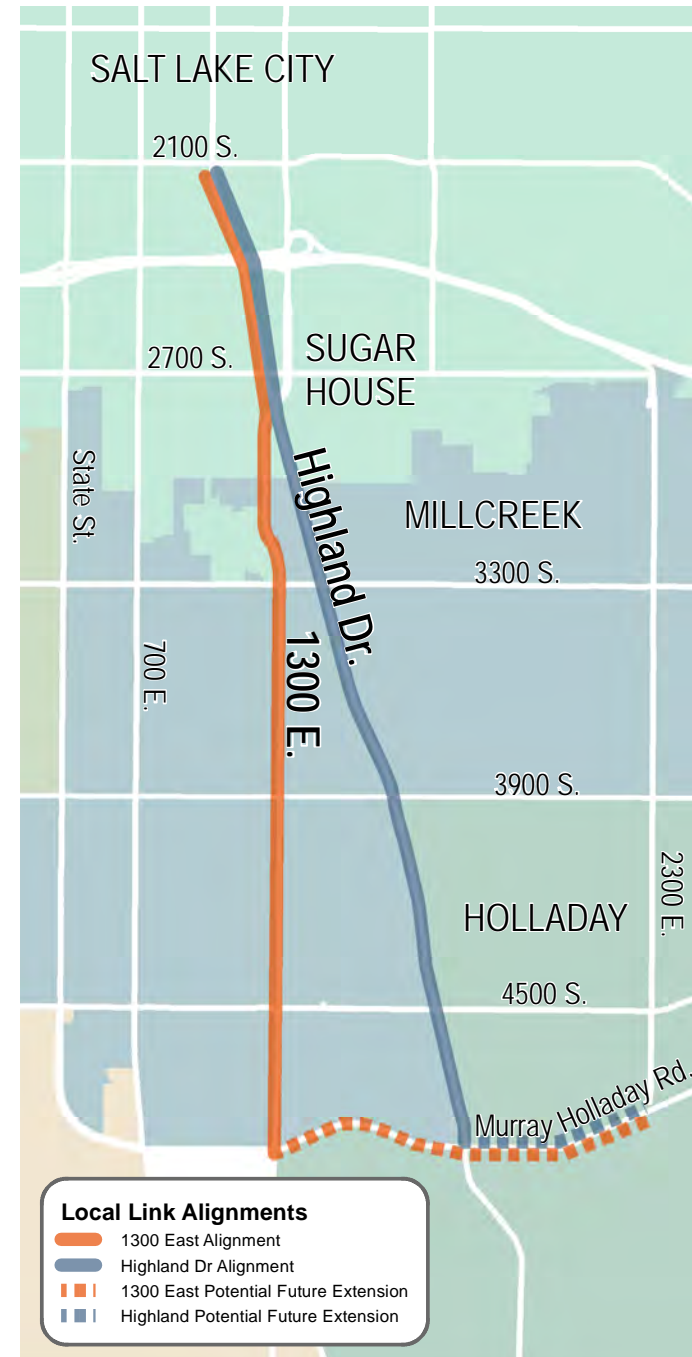 SALT LAKE CITY
2100 S.
2700 S.
SUGAR
HOUSE
State St.
Highland Dr.
MILLCREEK
3300 S.
700 E.
1300 E.
3900 S.
2300 E.
HOLLADAY
4500 S.
Murray Holladay Rd.
Local Link Alignments
1300 East Alignment
Highland Dr Alignment
1300 East Potential Future Extension
Highland Potential Future Extension